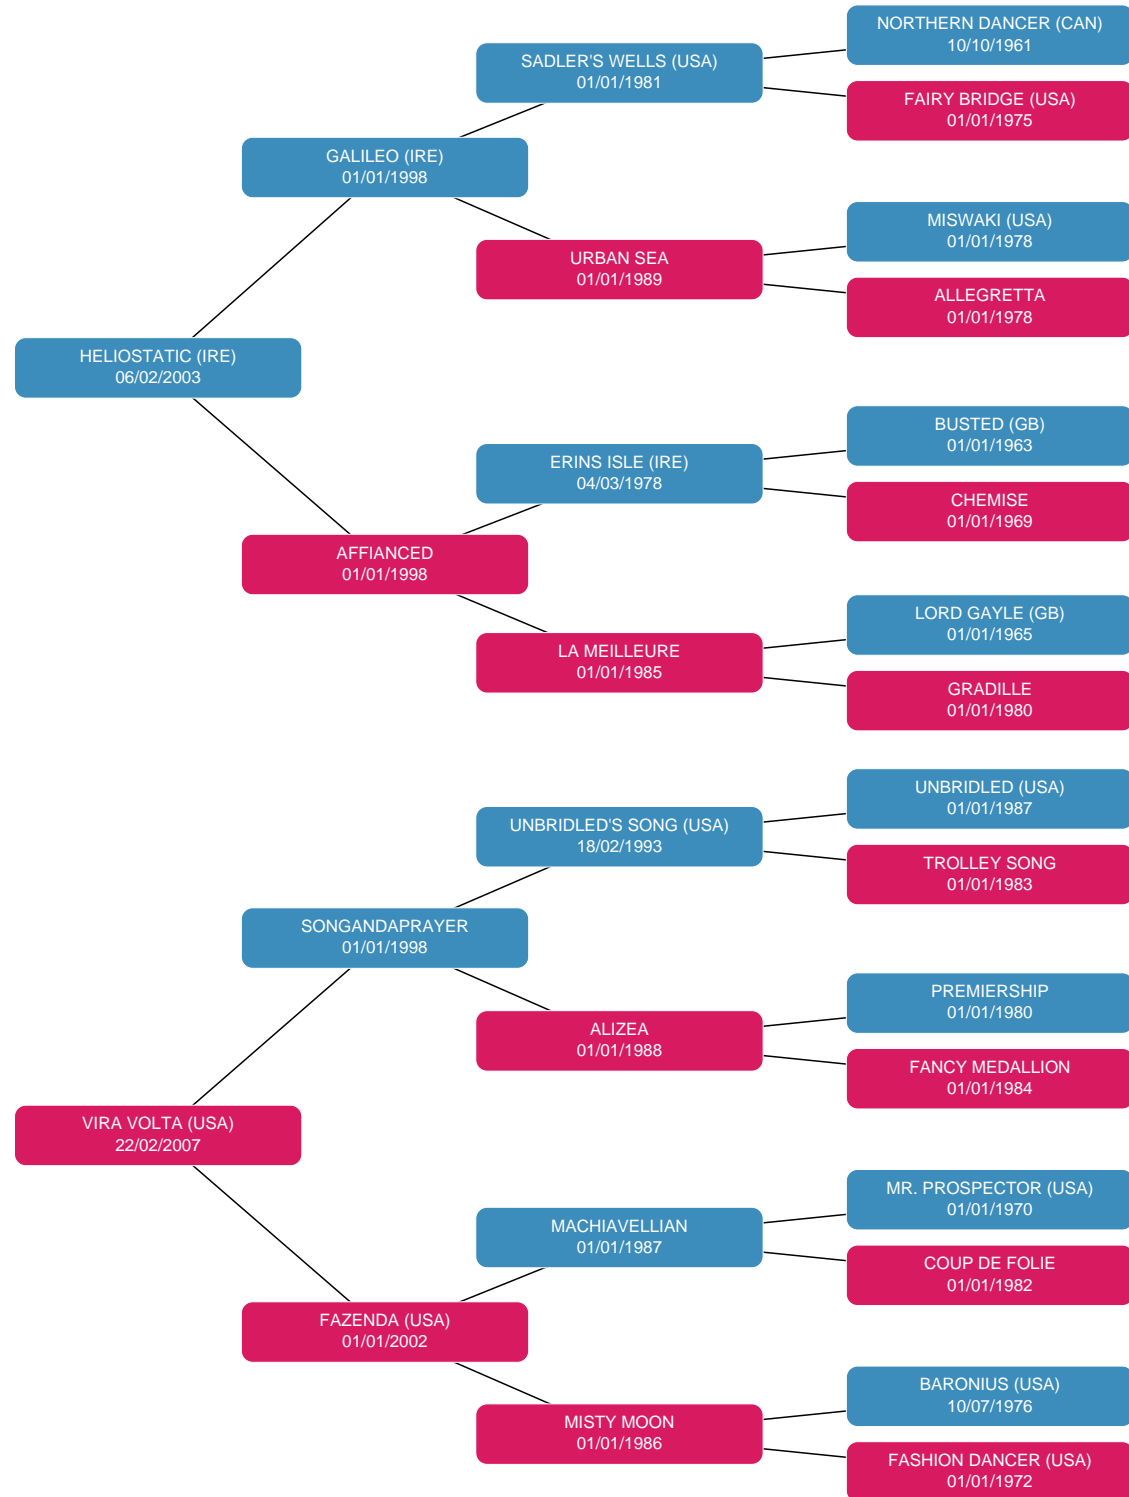 NORTHERN DANCER (CAN)
10/10/1961
SADLER'S WELLS (USA)
01/01/1981
FAIRY BRIDGE (USA)
01/01/1975
GALILEO (IRE)
01/01/1998
MISWAKI (USA)
01/01/1978
URBAN SEA
01/01/1989
ALLEGRETTA
01/01/1978
HELIOSTATIC (IRE)
06/02/2003
BUSTED (GB)
01/01/1963
ERINS ISLE (IRE)
04/03/1978
CHEMISE
01/01/1969
AFFIANCED
01/01/1998
LORD GAYLE (GB)
01/01/1965
LA MEILLEURE
01/01/1985
GRADILLE
01/01/1980
UNBRIDLED (USA)
01/01/1987
UNBRIDLED'S SONG (USA)
18/02/1993
TROLLEY SONG
01/01/1983
SONGANDAPRAYER
01/01/1998
PREMIERSHIP
01/01/1980
ALIZEA
01/01/1988
FANCY MEDALLION
01/01/1984
VIRA VOLTA (USA)
22/02/2007
MR. PROSPECTOR (USA)
01/01/1970
MACHIAVELLIAN
01/01/1987
COUP DE FOLIE
01/01/1982
FAZENDA (USA)
01/01/2002
BARONIUS (USA)
10/07/1976
MISTY MOON
01/01/1986
FASHION DANCER (USA)
01/01/1972